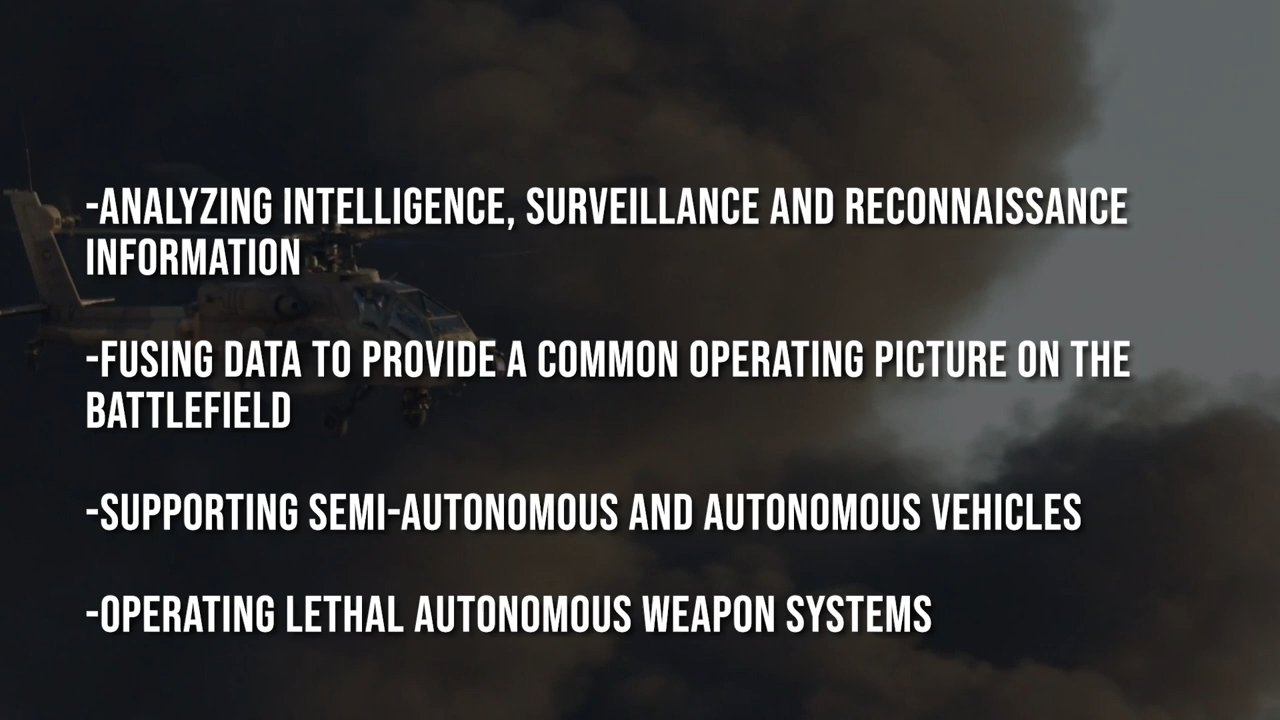 -ANALYZING INTELLIGENCE, SURVEILLANCE AND RECONNAISSANCE
INFORMATION
-FUSING DATA TO PROVIDE A COMMON OPERATING PICTURE ON THE
BATTLEFIELD
-SUPPORTING SEMI-AUTONOMOUS AND AUTONOMOUS VEHICLES
-OPERATING LETHAL AUTONOMOUS WEAPON SYSTEMS